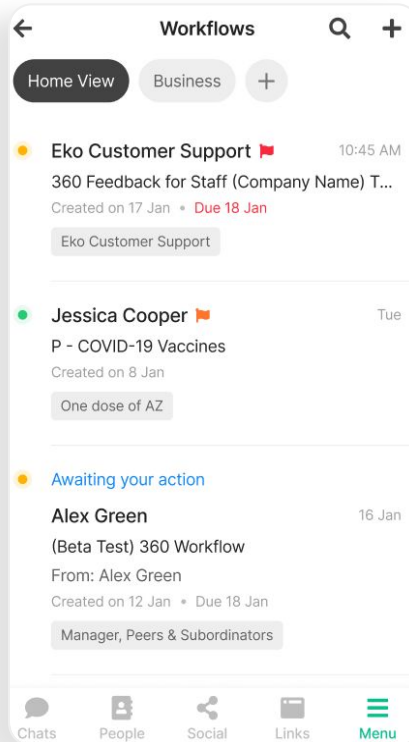 Workflows
Home View Business
Eko Customer Support 10:45 AM
360 Feedback for Staff (Company Name) T...
Created on 17 Jan • Due 18 Jan
Eko Customer Support
Jessica Cooper Tue
P - COVID-19 Vaccines
Created on 8 Jan
One dose of AZ
Awaiting your action
Alex Green 16 Jan
(Beta Test) 360 Workflow
From: Alex Green
Created on 12 Jan • Due 18 Jan
Manager, Peers & Subordinators
Chats People Social Links Menu